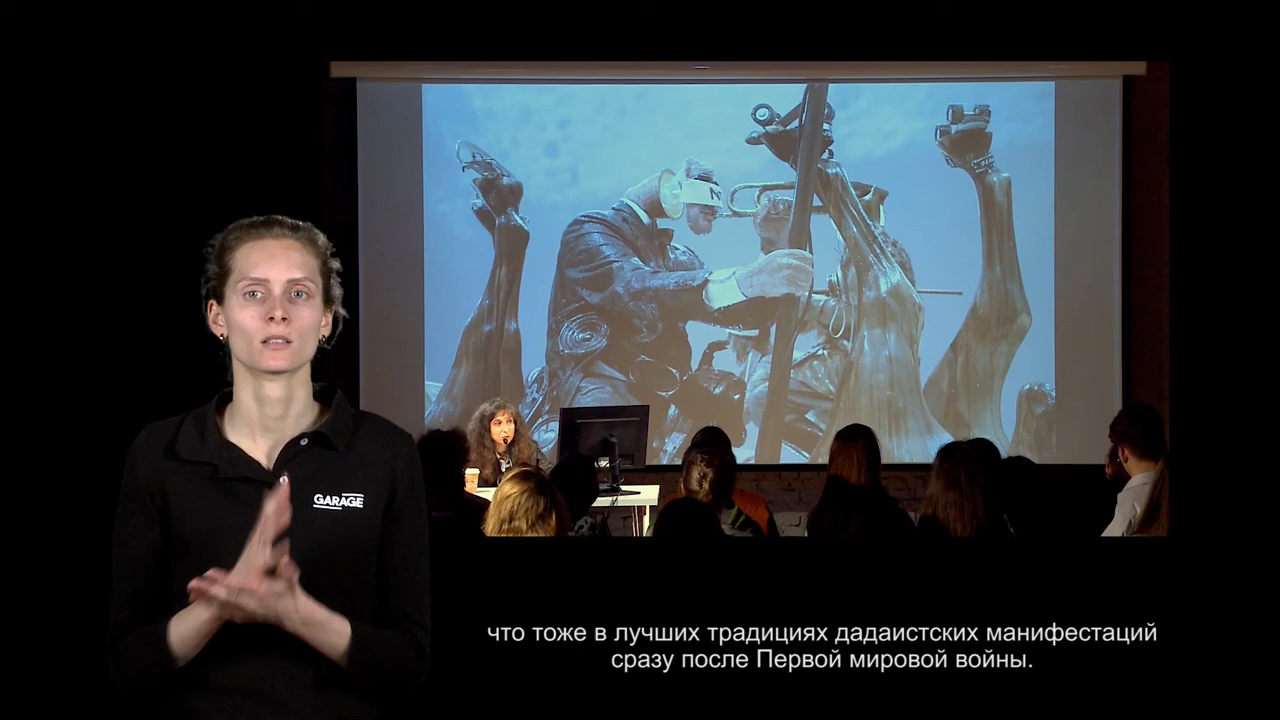 GARAGE
что тоже в лучших традициях дадаистских манифестаций
сразу после Первой мировой войны.